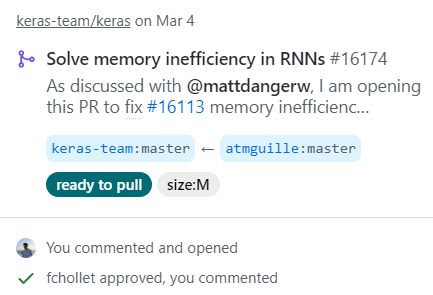 keras-team/keras on Mar 4
Solve memory inefficiency in RNNs #16174
As discussed with @mattdangerw, I am opening
this PR to fix #16113 memory inefficienc...
keras-team:master ← atmguille:master
ready to pull size:M
You commented and opened
fchollet approved, you commented